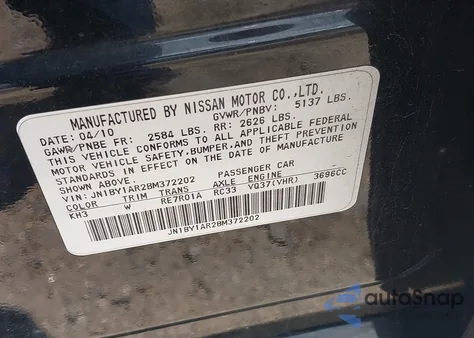 MANUFACTURED BY NISSAN MOTOR CO.,LTD.
DATE: 04/10 GVWR/PNBV: 5137 LBS.
GAWR/PNBE FR: 2584 LBS. RR: 2626 LBS.
THIS VEHICLE CONFORMS TO ALL APPLICABLE FEDERAL
MOTOR VEHICLE SAFETY,BUMPER,AND THEFT PREVENTION
STANDARDS IN EFFECT ON THE DATE OF MANUFACTURE
SHOWN ABOVE.
VIN:JN1BY1AR2BM372202 PASSENGER CAR
COLOR TRIM TRANS AXLE ENGINE
KH3 W RE7R01A RC33 VQ37(VHR) 3696CC
JN1BY1AR2BM372202
autoSnap